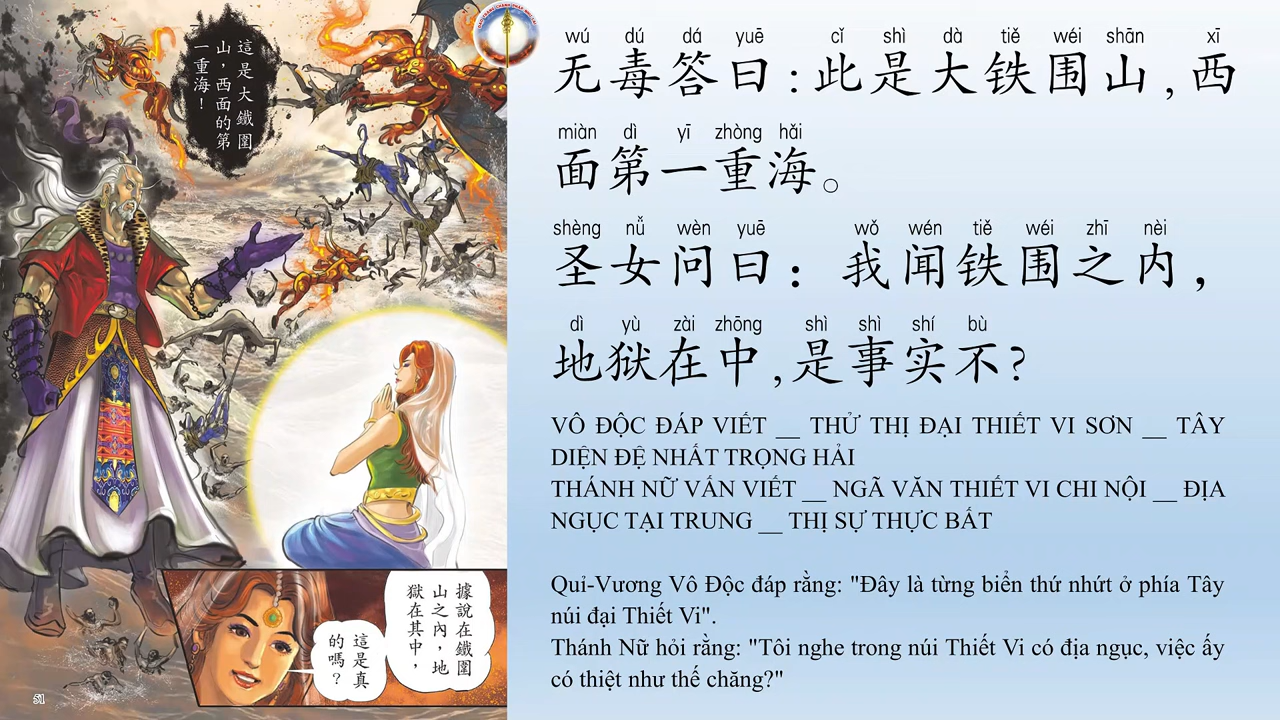 這是大鐵圍
山，西面的第
一重海！
據說在鐵圍
山之內，地
獄在其中，
這是真
的嗎？
51
wú dú dá yuē cǐ shì dà tiě wéi shān xī
无毒答曰:此是大铁围山,西
miàn dì yī zhòng hǎi
面第一重海。
shèng nǚ wèn yuē wǒ wén tiě wéi zhī nèi
圣女问曰：我闻铁围之内，
dì yù zài zhōng shì shì shí bù
地狱在中,是事实不?
VÔ ĐỘC ĐÁP VIẾT __ THỬ THỊ ĐẠI THIẾT VI SƠN __ TÂY
DIỆN ĐỆ NHẤT TRỌNG HẢI
THÁNH NỮ VẤN VIẾT __ NGÃ VĂN THIẾT VI CHI NỘI __ ĐỊA
NGỤC TẠI TRUNG __ THỊ SỰ THỰC BẤT
Quỉ-Vương Vô Độc đáp rằng: "Đây là từng biển thứ nhứt ở phía Tây
núi đại Thiết Vi".
Thánh Nữ hỏi rằng: "Tôi nghe trong núi Thiết Vi có địa ngục, việc ấy
có thiệt như thế chăng?"